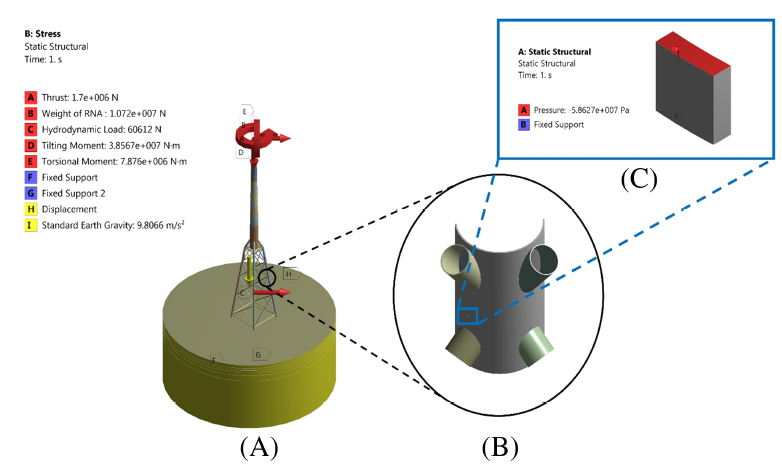 B: Stress
Static Structural
Time: 1. s
A Thrust: 1.7e+006 N
B Weight of RNA : 1.072e+007 N
C Hydrodynamic Load: 60612 N
D Tilting Moment: 3.8567e+007 N·m
E Torsional Moment: 7.876e+006 N·m
F Fixed Support
G Fixed Support 2
H Displacement
I Standard Earth Gravity: 9.8066 m/s²
E
B
D
H
C
F
G
(A)
(B)
A: Static Structural
Static Structural
Time: 1. s
A Pressure: -5.8627e+007 Pa
B Fixed Support
(C)